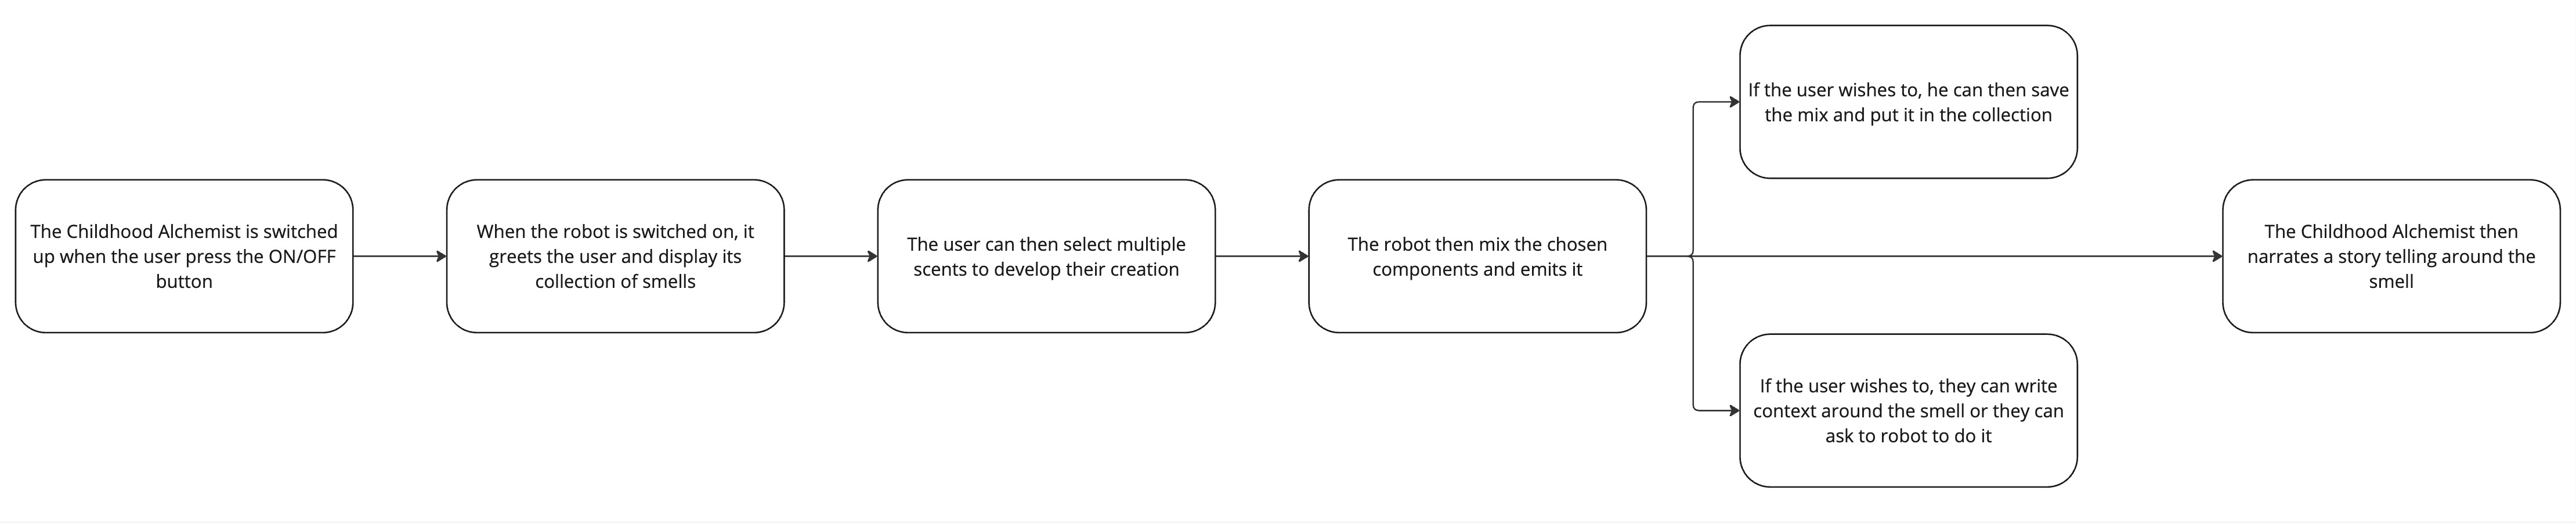 The Childhood Alchemist is switched
up when the user press the ON/OFF
button
When the robot is switched on, it
greets the user and display its
collection of smells
The user can then select multiple
scents to develop their creation
The robot then mix the chosen
components and emits it
If the user wishes to, he can then save
the mix and put it in the collection
If the user wishes to, they can write
context around the smell or they can
ask to robot to do it
The Childhood Alchemist then
narrates a story telling around the
smell